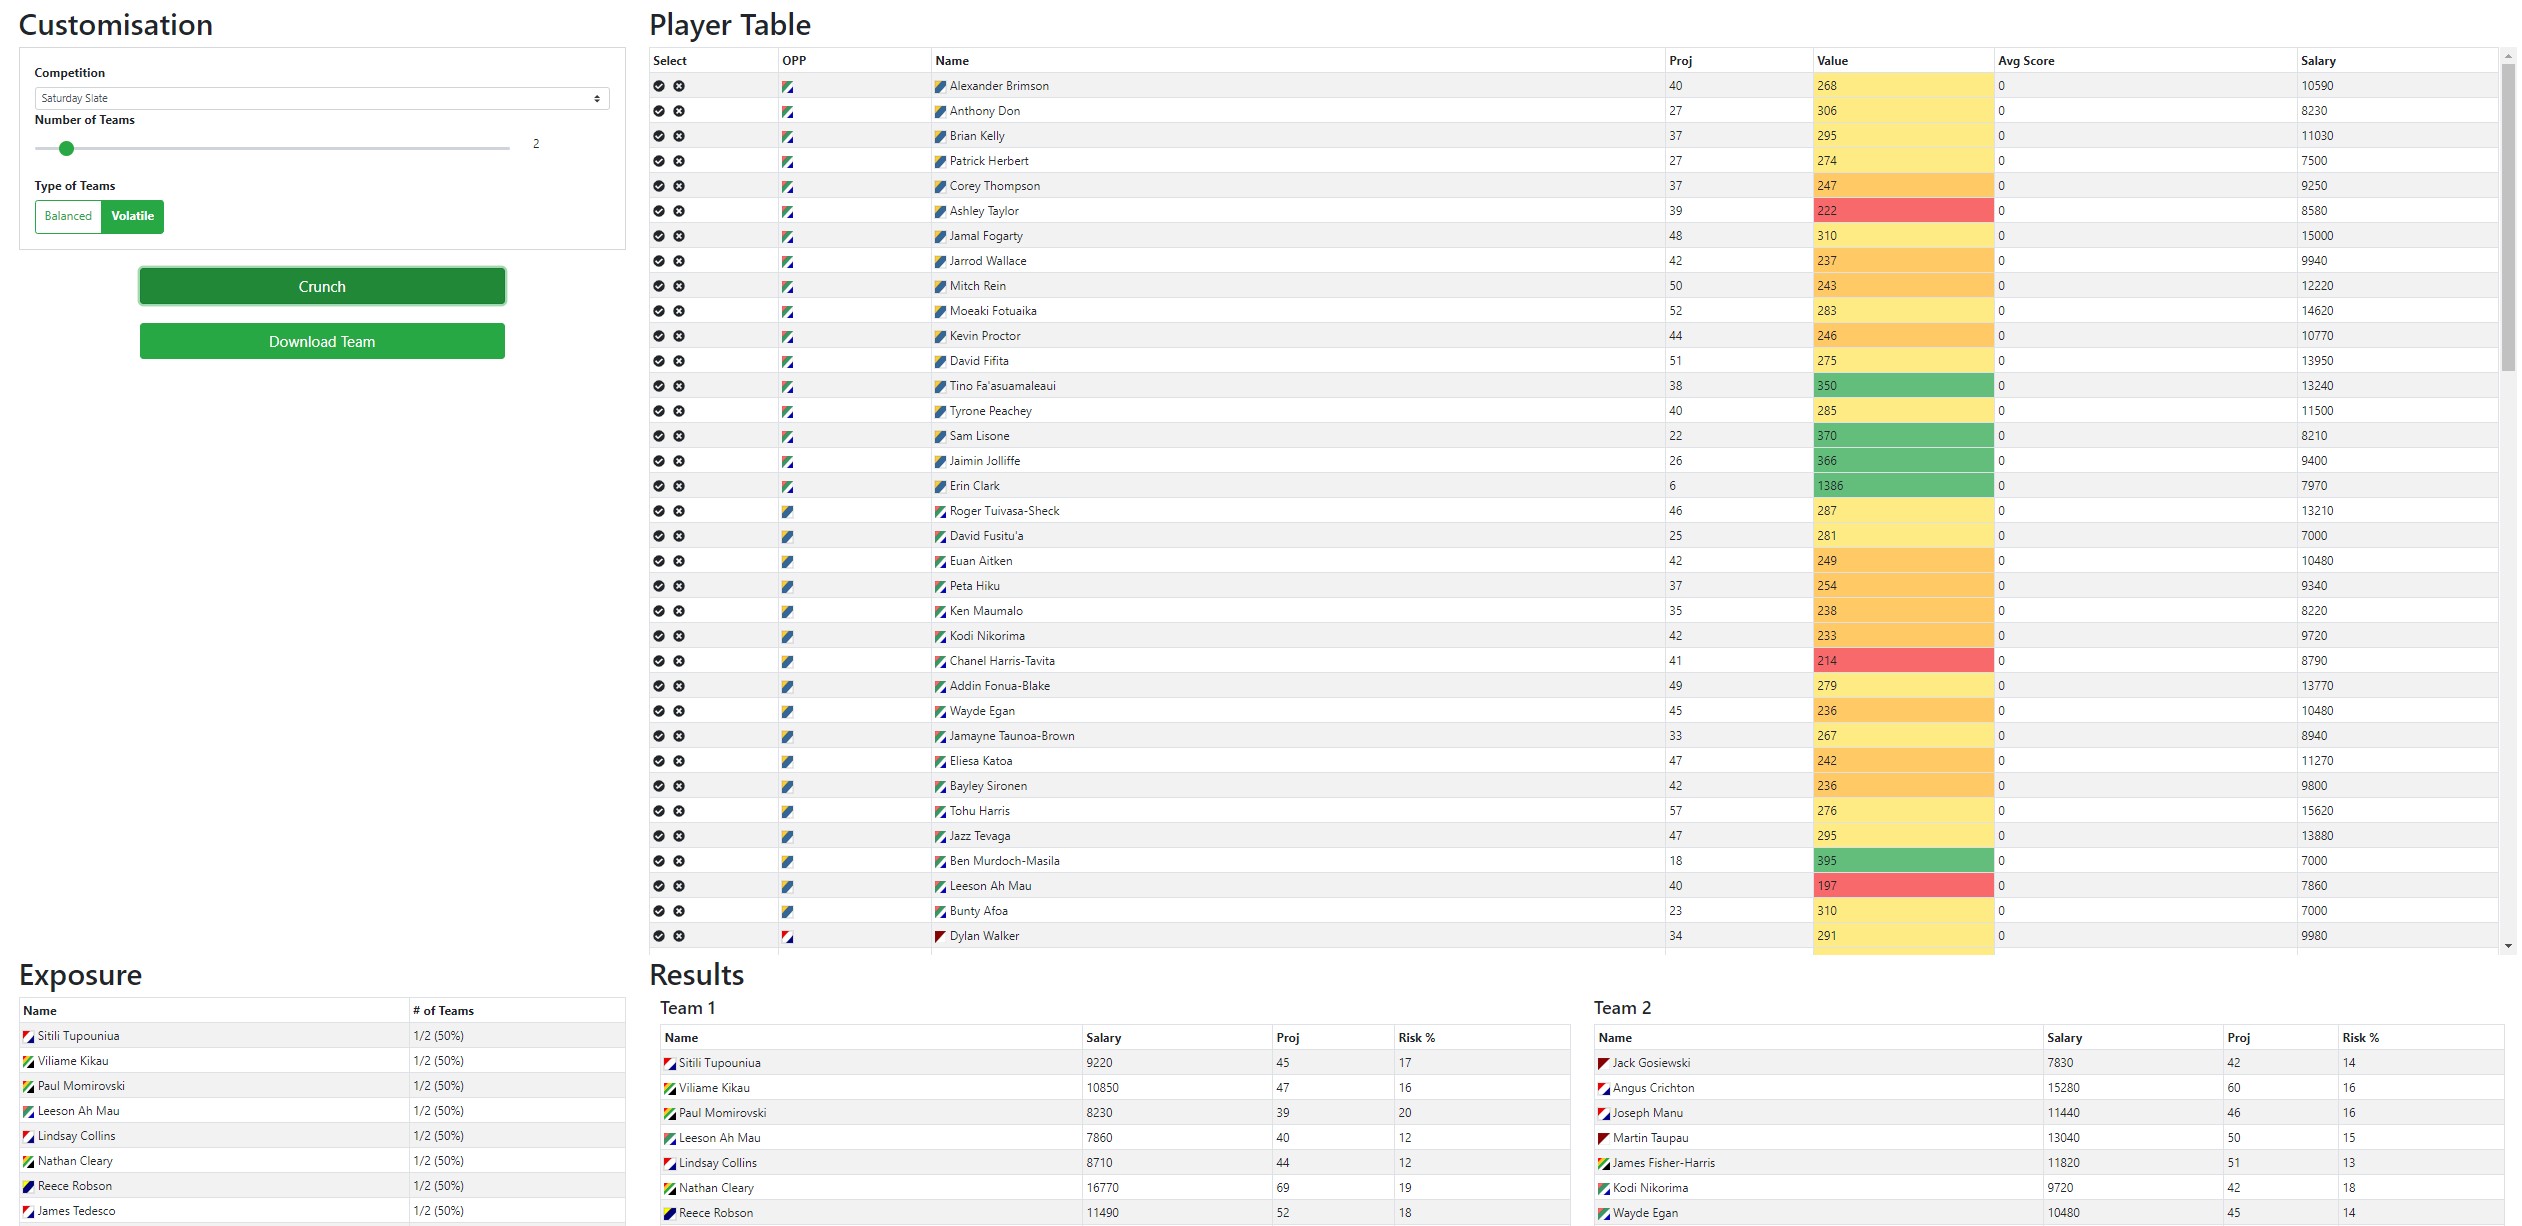 Customisation
Competition
Saturday Slate
Number of Teams
2
Type of Teams
Balanced Volatile
Crunch
Download Team
Player Table
Select OPP Name Proj Value Avg Score Salary
Alexander Brimson 40 268 0 10590
Anthony Don 27 306 0 8230
Brian Kelly 37 295 0 11030
Patrick Herbert 27 274 0 7500
Corey Thompson 37 247 0 9250
Ashley Taylor 39 222 0 8580
Jamal Fogarty 48 310 0 15000
Jarrod Wallace 42 237 0 9940
Mitch Rein 50 243 0 12220
Moeaki Fotuaika 52 283 0 14620
Kevin Proctor 44 246 0 10770
David Fifita 51 275 0 13950
Tino Fa'asuamaleaui 38 350 0 13240
Tyrone Peachey 40 285 0 11500
Sam Lisone 22 370 0 8210
Jaimin Jolliffe 26 366 0 9400
Erin Clark 6 1386 0 7970
Roger Tuivasa-Sheck 46 287 0 13210
David Fusitu'a 25 281 0 7000
Euan Aitken 42 249 0 10480
Peta Hiku 37 254 0 9340
Ken Maumalo 35 238 0 8220
Kodi Nikorima 42 233 0 9720
Chanel Harris-Tavita 41 214 0 8790
Addin Fonua-Blake 49 279 0 13770
Wayde Egan 45 236 0 10480
Jamayne Taunoa-Brown 33 267 0 8940
Eliesa Katoa 47 242 0 11270
Bayley Sironen 42 236 0 9800
Tohu Harris 57 276 0 15620
Jazz Tevaga 47 295 0 13880
Ben Murdoch-Masila 18 395 0 7000
Leeson Ah Mau 40 197 0 7860
Bunty Afoa 23 310 0 7000
Dylan Walker 34 291 0 9980
Exposure
Name # of Teams
Sitili Tupouniua 1/2 (50%)
Viliame Kikau 1/2 (50%)
Paul Momirovski 1/2 (50%)
Leeson Ah Mau 1/2 (50%)
Lindsay Collins 1/2 (50%)
Nathan Cleary 1/2 (50%)
Reece Robson 1/2 (50%)
James Tedesco 1/2 (50%)
Results
Team 1
Name Salary Proj Risk %
Sitili Tupouniua 9220 45 17
Viliame Kikau 10850 47 16
Paul Momirovski 8230 39 20
Leeson Ah Mau 7860 40 12
Lindsay Collins 8710 44 12
Nathan Cleary 16770 69 19
Reece Robson 11490 52 18
Team 2
Name Salary Proj Risk %
Jack Gosiewski 7830 42 14
Angus Crichton 15280 60 16
Joseph Manu 11440 46 16
Martin Taupau 13040 50 15
James Fisher-Harris 11820 51 13
Kodi Nikorima 9720 42 18
Wayde Egan 10480 45 14